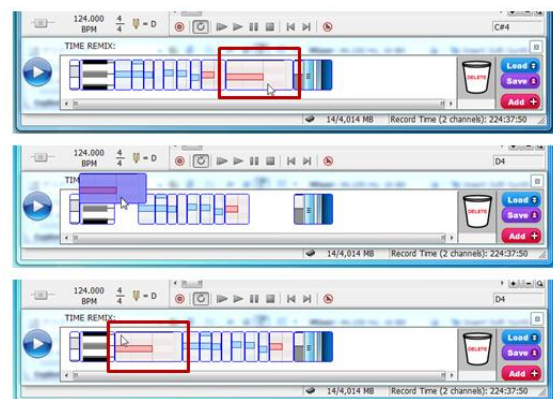 124.000 4 = D
BPM 4 C#4
TIME REMIX:
DELETE
Load
Save
Add +
14/4,014 MB Record Time (2 channels): 224:37:50
124.000 4 = D
BPM 4 D4
TIM
DELETE
Load
Save
Add +
14/4,014 MB Record Time (2 channels): 224:37:50
124.000 4 = D
BPM 4 D4
TIME REMIX:
DELETE
Load
Save
Add +
14/4,014 MB Record Time (2 channels): 224:37:50